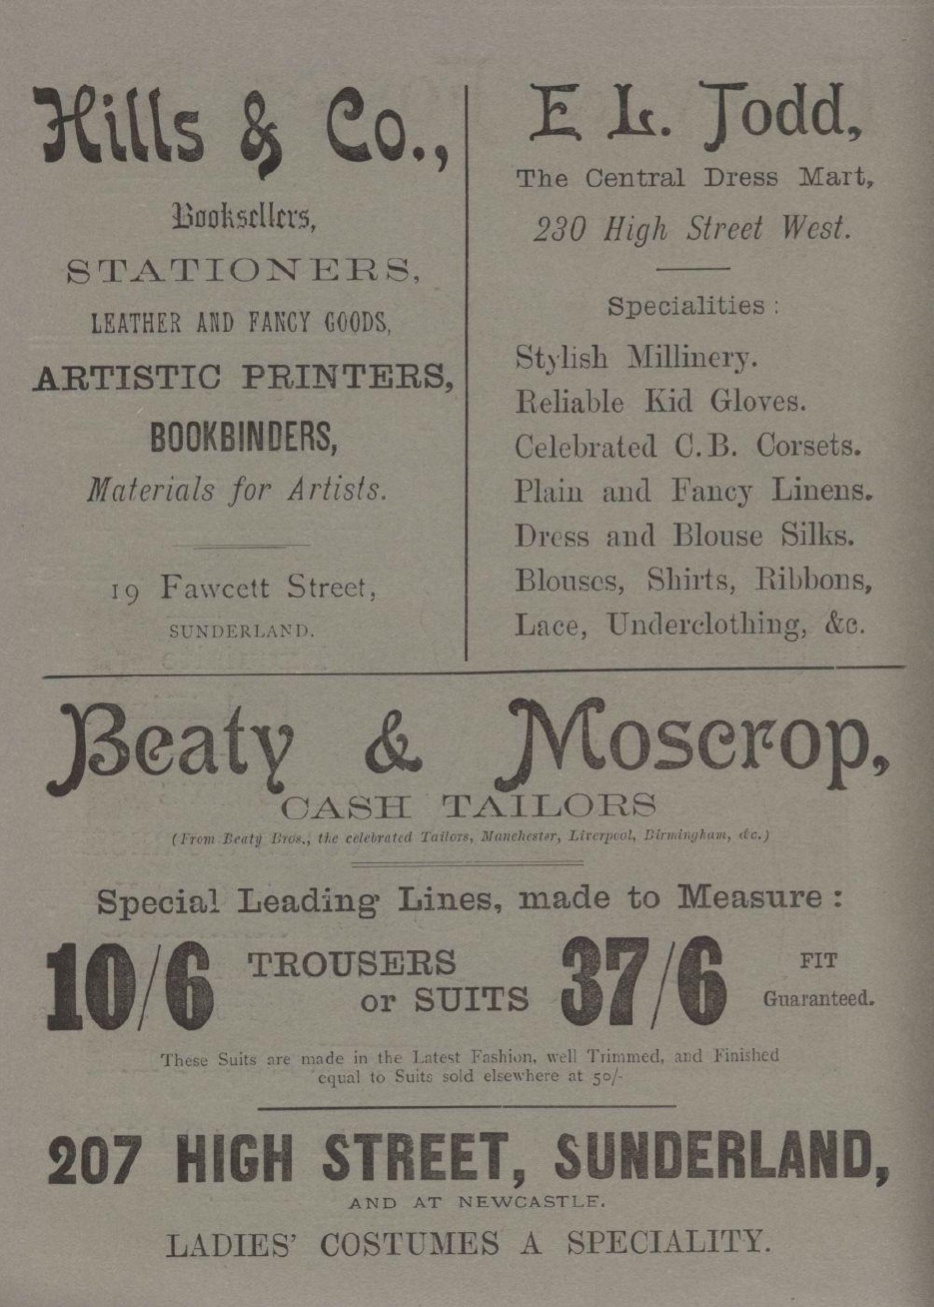 Hills & Co.,
Booksellers,
STATIONERS,
LEATHER AND FANCY GOODS,
ARTISTIC PRINTERS,
BOOKBINDERS,
Materials for Artists.
19 Fawcett Street,
SUNDERLAND.
E L. Todd,
The Central Dress Mart,
230 High Street West.
Specialities :
Stylish Millinery.
Reliable Kid Gloves.
Celebrated C.B. Corsets.
Plain and Fancy Linens.
Dress and Blouse Silks.
Blouses, Shirts, Ribbons,
Lace, Underclothing, &c.
Beaty & Moscrop,
CASH TAILORS
(From Beaty Bros., the celebrated Tailors, Manchester, Liverpool, Birmingham, &c.)
Special Leading Lines, made to Measure :
10/6 TROUSERS or SUITS 37/6 FIT Guaranteed.
These Suits are made in the Latest Fashion, well Trimmed, and Finished
equal to Suits sold elsewhere at 50/-
207 HIGH STREET, SUNDERLAND,
AND AT NEWCASTLE.
LADIES' COSTUMES A SPECIALITY.